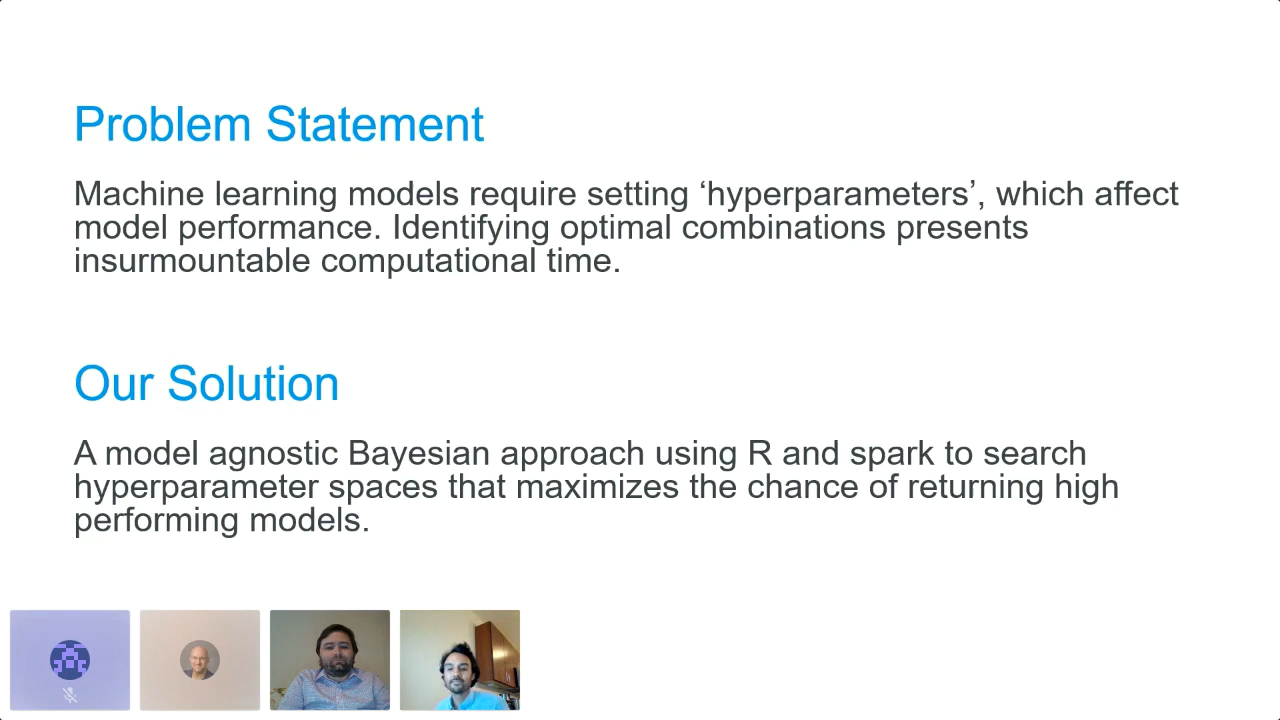 Problem Statement
Machine learning models require setting ‘hyperparameters’, which affect
model performance. Identifying optimal combinations presents
insurmountable computational time.
Our Solution
A model agnostic Bayesian approach using R and spark to search
hyperparameter spaces that maximizes the chance of returning high
performing models.